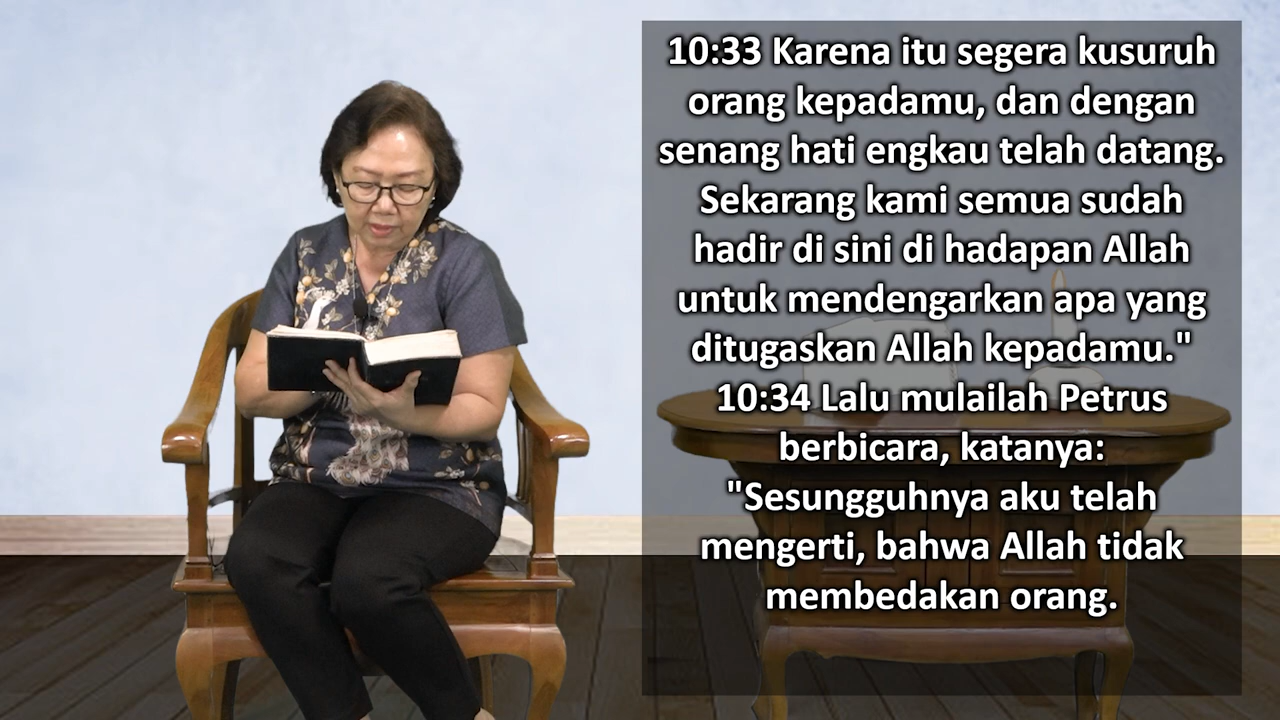 10:33 Karena itu segera kusuruh
orang kepadamu, dan dengan
senang hati engkau telah datang.
Sekarang kami semua sudah
hadir di sini di hadapan Allah
untuk mendengarkan apa yang
ditugaskan Allah kepadamu."
10:34 Lalu mulailah Petrus
berbicara, katanya:
"Sesungguhnya aku telah
mengerti, bahwa Allah tidak
membedakan orang.